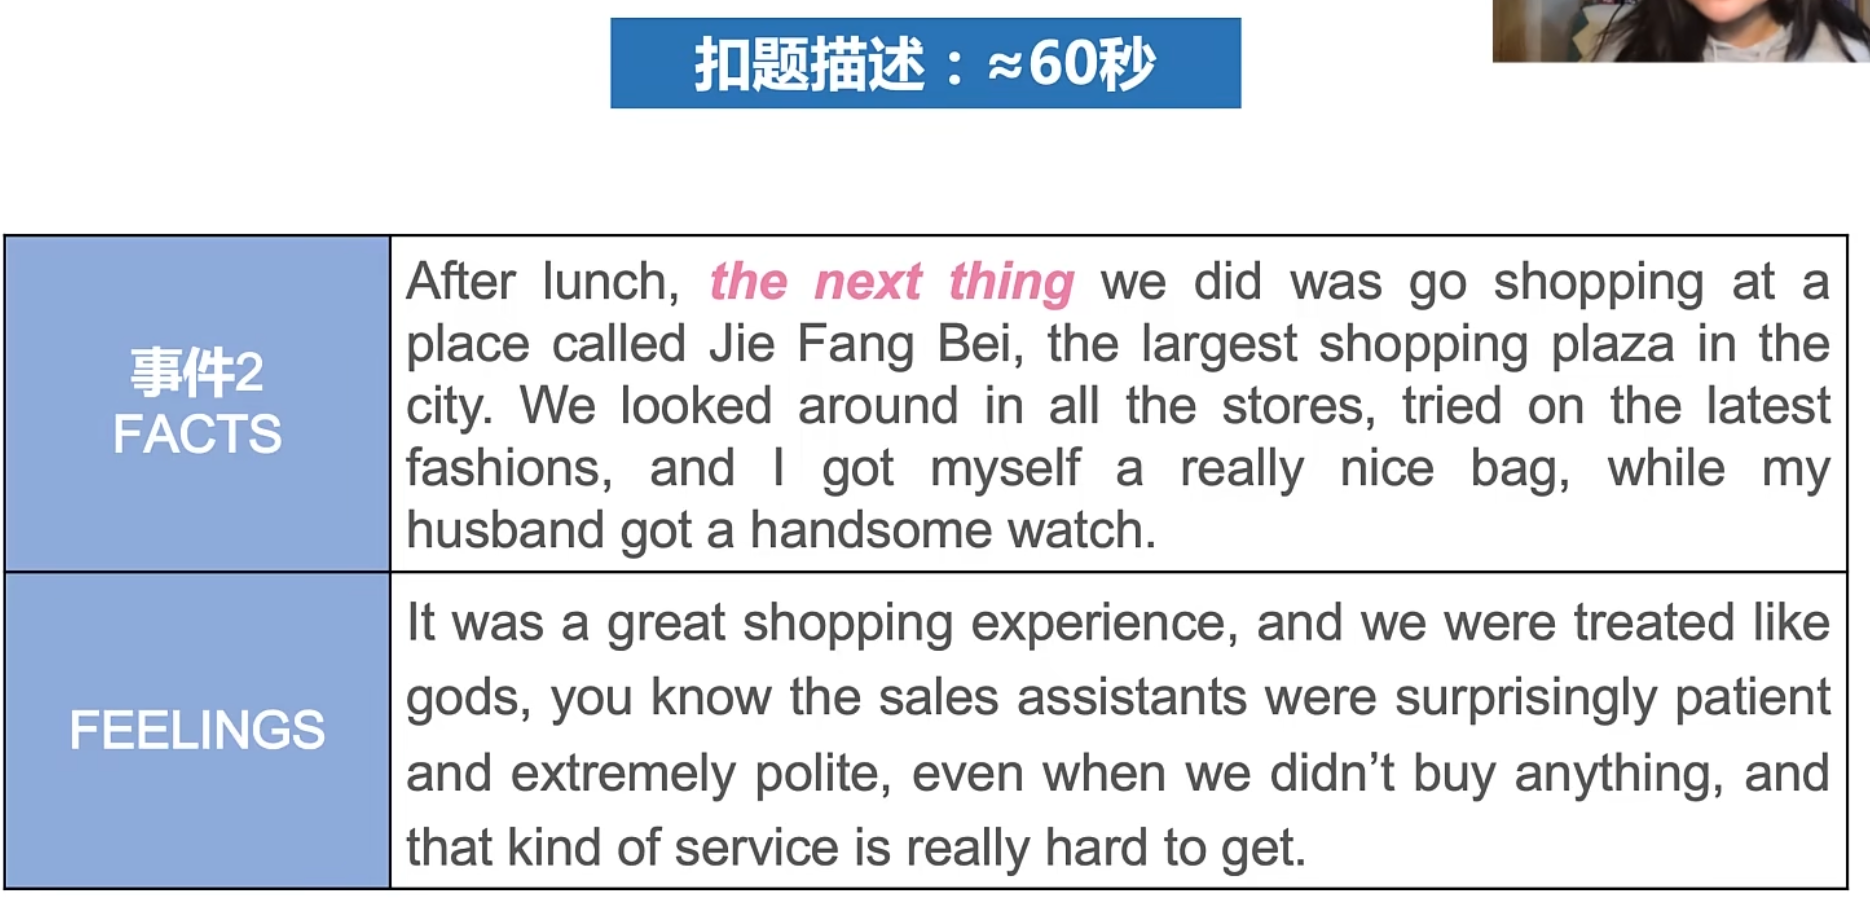 扣题描述：≈60秒
事件2
FACTS
After lunch, the next thing we did was go shopping at a
place called Jie Fang Bei, the largest shopping plaza in the
city. We looked around in all the stores, tried on the latest
fashions, and I got myself a really nice bag, while my
husband got a handsome watch.
FEELINGS
It was a great shopping experience, and we were treated like
gods, you know the sales assistants were surprisingly patient
and extremely polite, even when we didn’t buy anything, and
that kind of service is really hard to get.